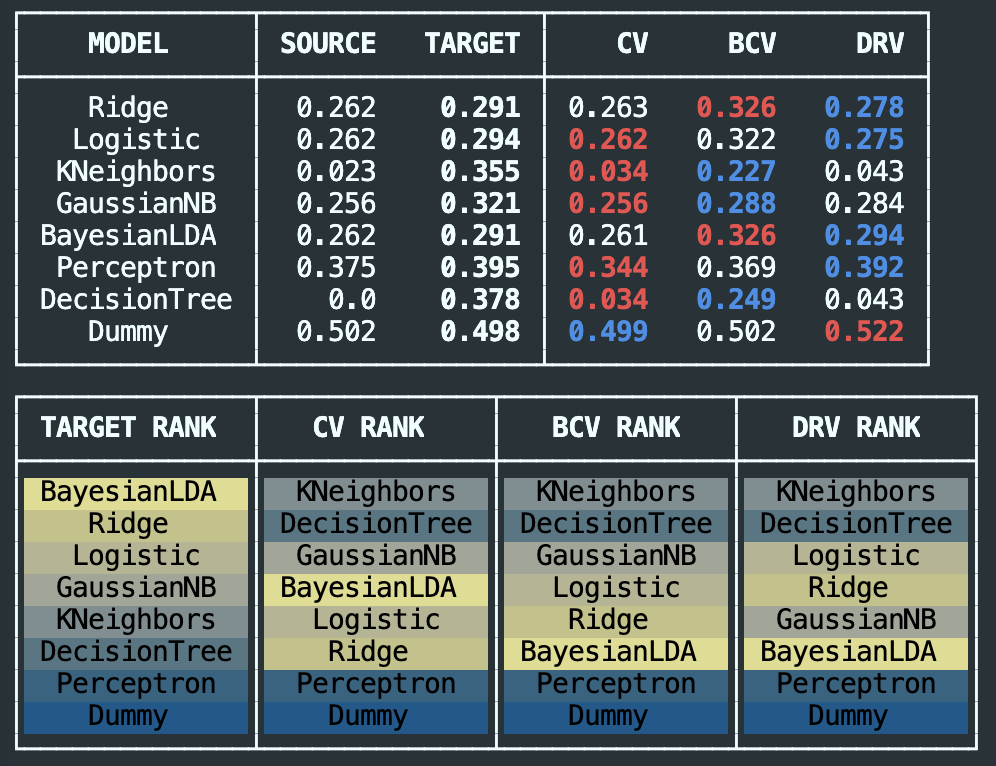 MODEL SOURCE TARGET CV BCV DRV
Ridge 0.262 0.291 0.263 0.326 0.278
Logistic 0.262 0.294 0.262 0.322 0.275
KNeighbors 0.023 0.355 0.034 0.227 0.043
GaussianNB 0.256 0.321 0.256 0.288 0.284
BayesianLDA 0.262 0.291 0.261 0.326 0.294
Perceptron 0.375 0.395 0.344 0.369 0.392
DecisionTree 0.0 0.378 0.034 0.249 0.043
Dummy 0.502 0.498 0.499 0.502 0.522
TARGET RANK CV RANK BCV RANK DRV RANK
BayesianLDA KNeighbors KNeighbors KNeighbors
Ridge DecisionTree DecisionTree DecisionTree
Logistic GaussianNB GaussianNB Logistic
GaussianNB BayesianLDA Logistic Ridge
KNeighbors Logistic Ridge GaussianNB
DecisionTree Ridge BayesianLDA BayesianLDA
Perceptron Perceptron Perceptron Perceptron
Dummy Dummy Dummy Dummy